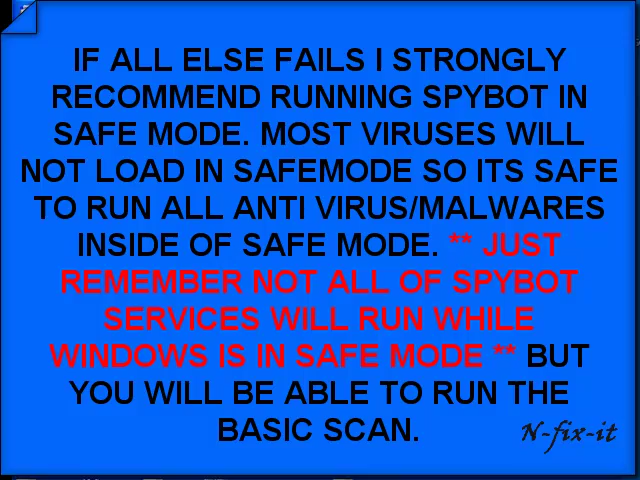 IF ALL ELSE FAILS I STRONGLY
RECOMMEND RUNNING SPYBOT IN
SAFE MODE. MOST VIRUSES WILL
NOT LOAD IN SAFEMODE SO ITS SAFE
TO RUN ALL ANTI VIRUS/MALWARES
INSIDE OF SAFE MODE. ** JUST
REMEMBER NOT ALL OF SPYBOT
SERVICES WILL RUN WHILE
WINDOWS IS IN SAFE MODE ** BUT
YOU WILL BE ABLE TO RUN THE
BASIC SCAN.
N-fix-it